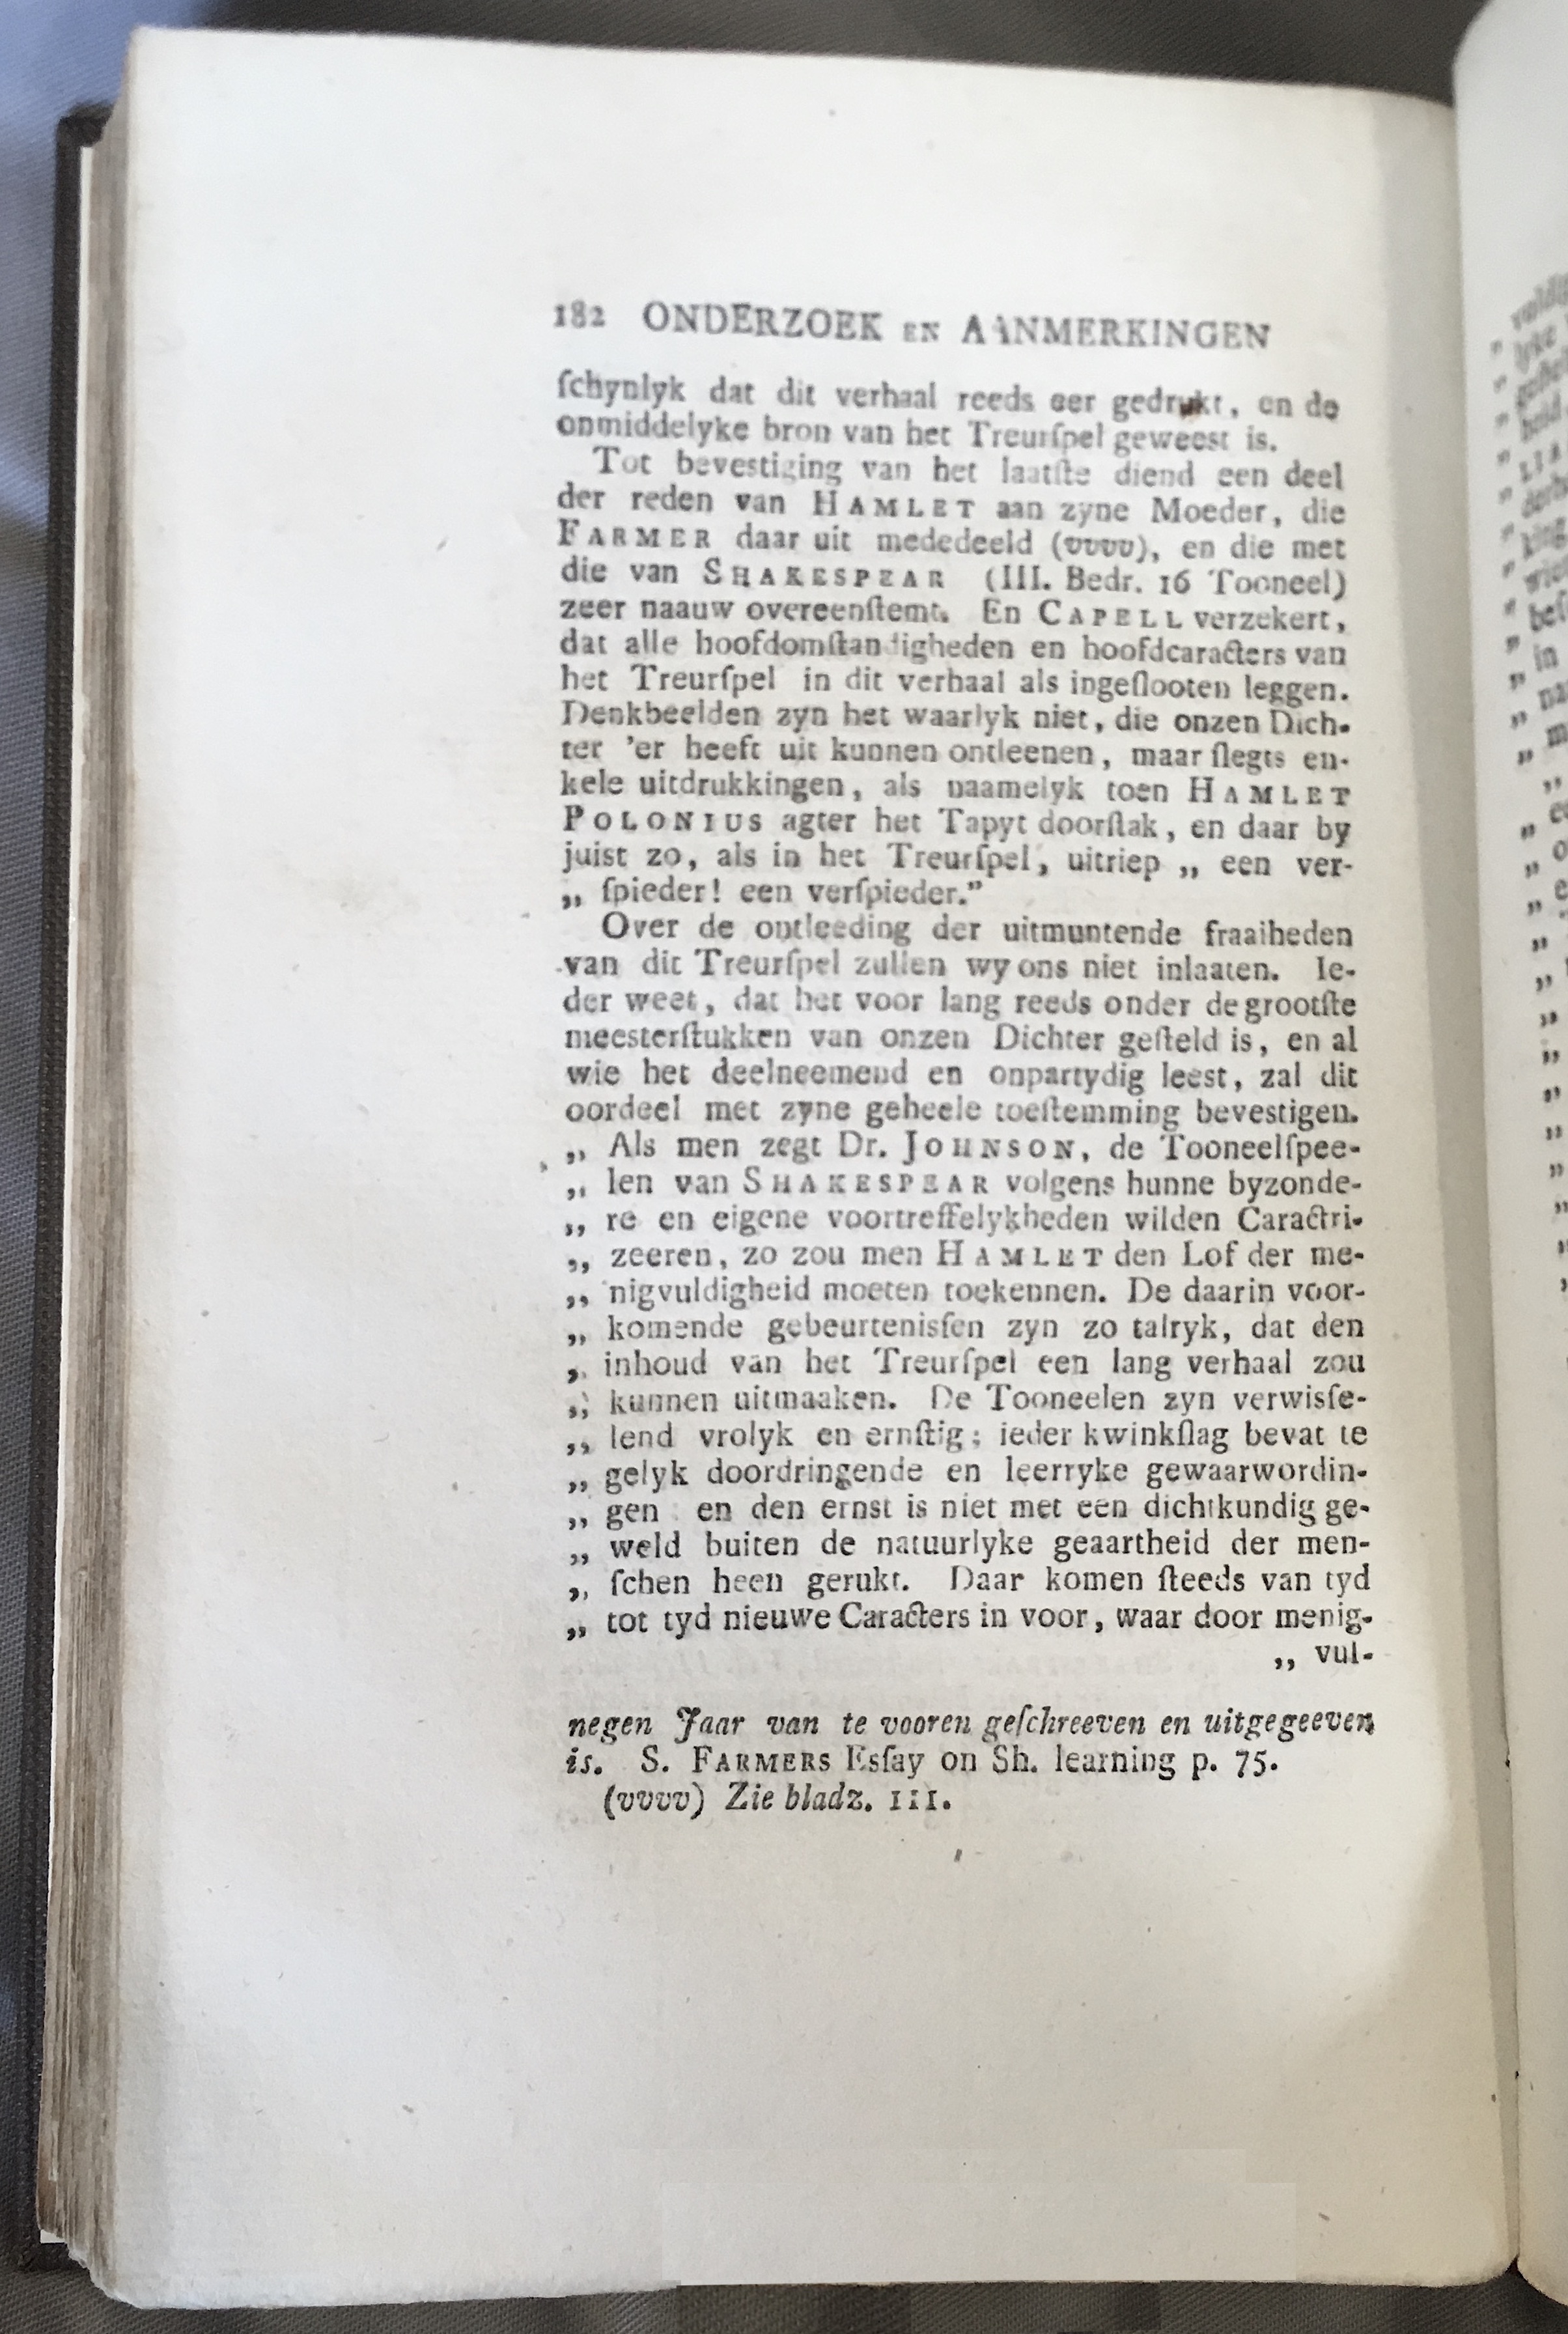 182 ONDERZOEK EN AANMERKINGEN
ſchynlyk dat dit verhaal reeds eer gedrukt, en de
onmiddelyke bron van het Treurſpel geweest is.
Tot bevestiging van het laatſte diend een deel
der reden van HAMLET aan zyne Moeder, die
FARMER daar uit mededeeld (vvvv), en die met
die van SHAKESPEAR (III. Bedr. 16 Tooneel)
zeer naauw overeenſtemt. En CAPELL verzekert,
dat alle hoofdomſtandigheden en hoofdcaracters van
het Treurſpel in dit verhaal als ingeſlooten leggen.
Denkbeelden zyn het waarlyk niet, die onzen Dich-
ter 'er heeft uit kunnen ontleenen, maar ſlegts en-
kele uitdrukkingen, als naamelyk toen HAMLET
POLONIUS agter het Tapyt doorſtak, en daar by
juist zo, als in het Treurſpel, uitriep „ een ver-
„ ſpieder! een verſpieder.”
Over de ontleeding der uitmuntende fraaiheden
van dit Treurſpel zullen wy ons niet inlaaten. Ie-
der weet, dat het voor lang reeds onder de grootſte
meesterſtukken van onzen Dichter geſteld is, en al
wie het deelneemend en onpartydig leest, zal dit
oordeel met zyne geheele toeſtemming bevestigen.
„ Als men zegt Dr. JOHNSON, de Tooneelſpee-
„ len van SHAKESPEAR volgens hunne byzonde-
„ re en eigene voortreffelykheden wilden Caractri-
„ zeeren, zo zou men HAMLET den Lof der me-
„ nigvuldigheid moeten toekennen. De daarin voor-
„ komende gebeurtenisſen zyn zo talryk, dat den
„ inhoud van het Treurſpel een lang verhaal zou
„ kunnen uitmaaken. De Tooneelen zyn verwisſe-
„ lend vrolyk en ernſtig; ieder kwinkſlag bevat te
„ gelyk doordringende en leerryke gewaarwordin-
„ gen en den ernst is niet met een dichtkundig ge-
„ weld buiten de natuurlyke geaartheid der men-
„ ſchen heen gerukt. Daar komen ſteeds van tyd
„ tot tyd nieuwe Caracters in voor, waar door menig-
„ vul-
negen Jaar van te vooren geſchreeven en uitgegeeven
is. S. FARMERS Esſay on Sh. learning p. 75.
(vvvv) Zie bladz. 111.